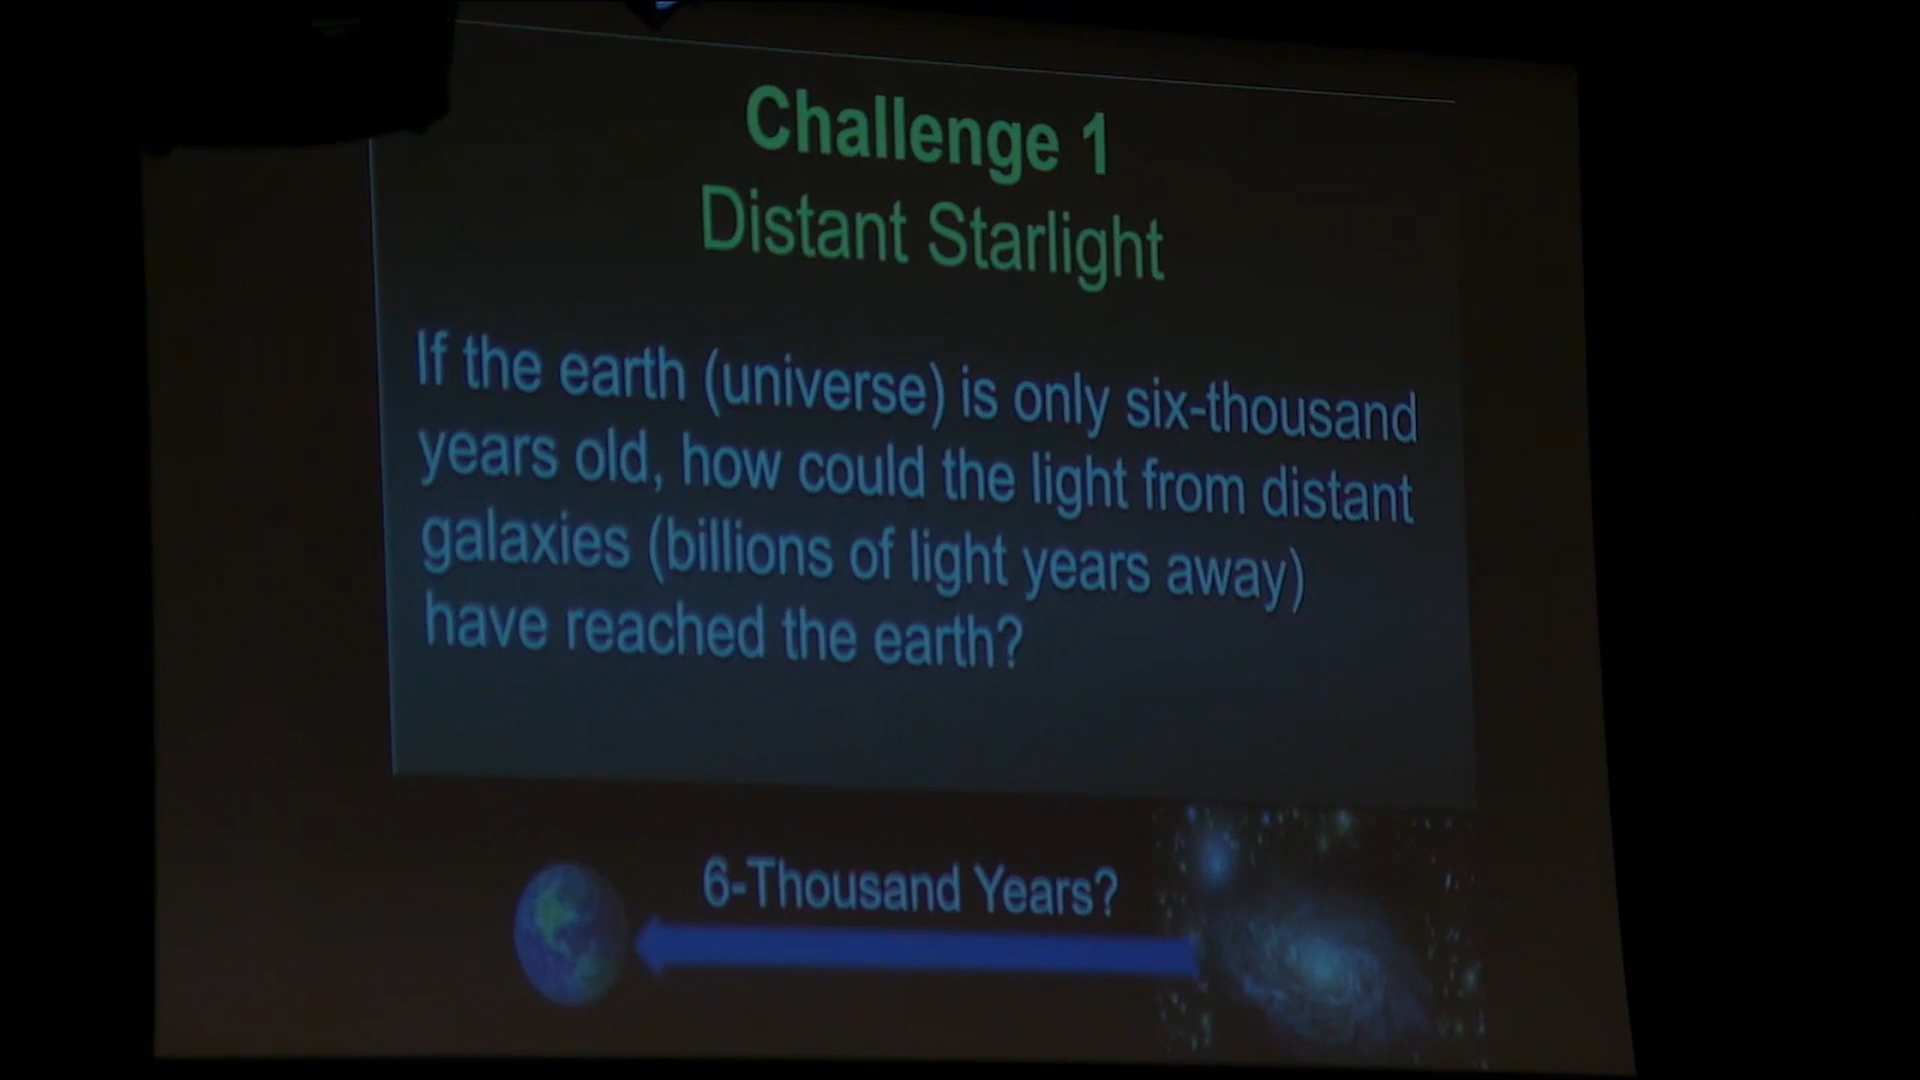 Challenge 1
Distant Starlight
If the earth (universe) is only six-thousand
years old, how could the light from distant
galaxies (billions of light years away)
have reached the earth?
6-Thousand Years?